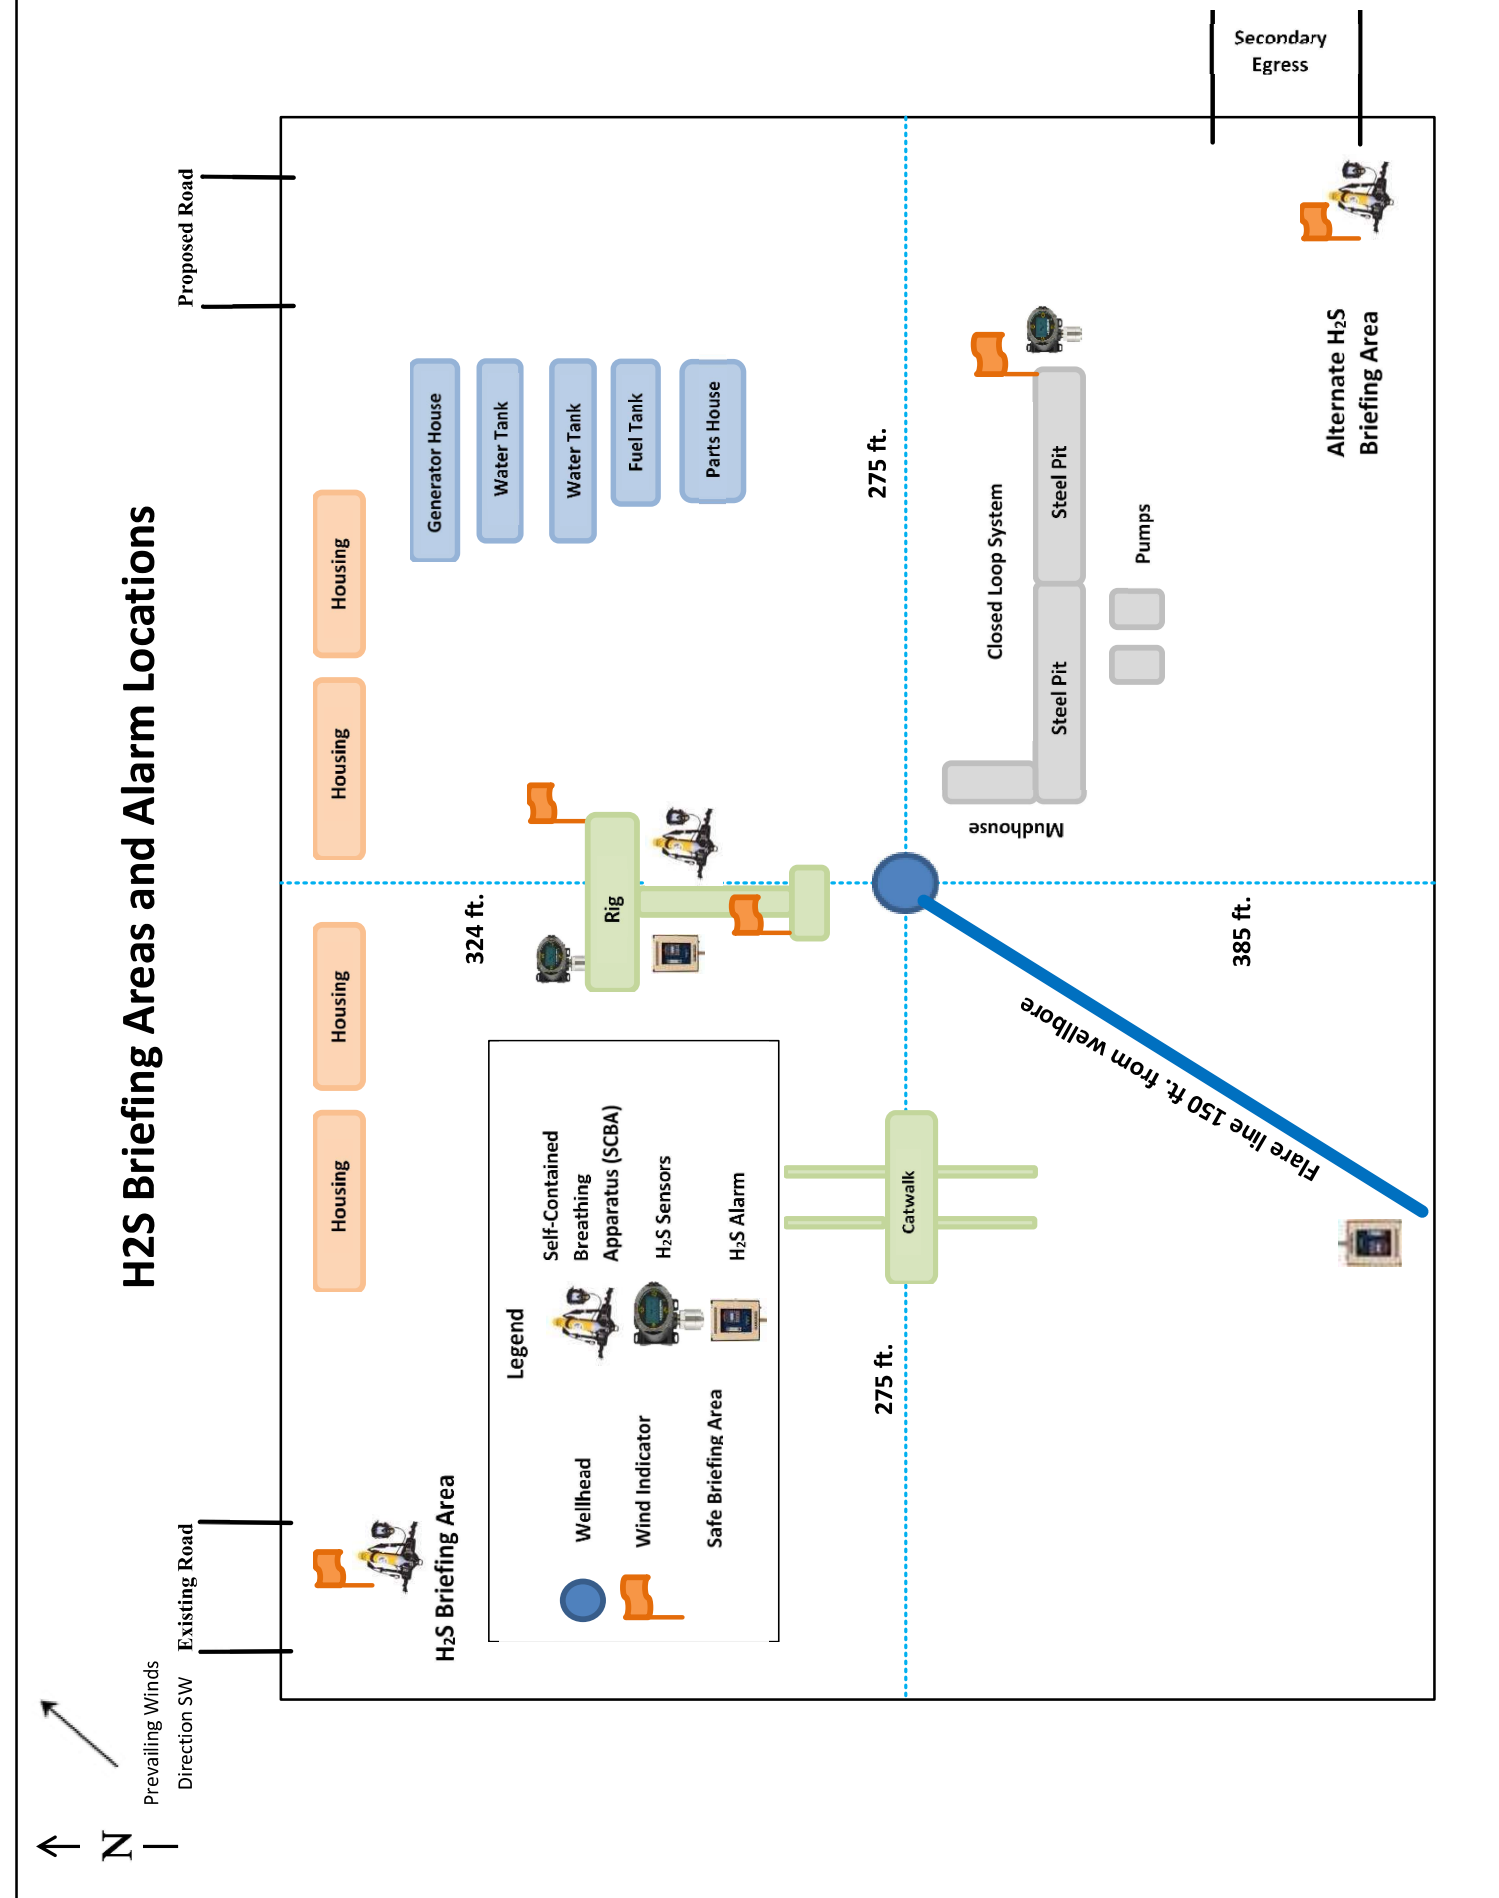 H2S Briefing Areas and Alarm Locations
N
Prevailing Winds
Direction SW
Existing Road
Proposed Road
Secondary
Egress
Housing
Housing
Housing
Housing
H₂S Briefing Area
324 ft.
Rig
Generator House
Water Tank
Water Tank
Fuel Tank
Parts House
Legend
Wellhead
Wind Indicator
Safe Briefing Area
Self-Contained
Breathing
Apparatus (SCBA)
H₂S Sensors
H₂S Alarm
275 ft.
275 ft.
Catwalk
Mudhouse
Closed Loop System
Steel Pit
Steel Pit
Pumps
Flare line 150 ft. from wellbore
385 ft.
Alternate H₂S
Briefing Area